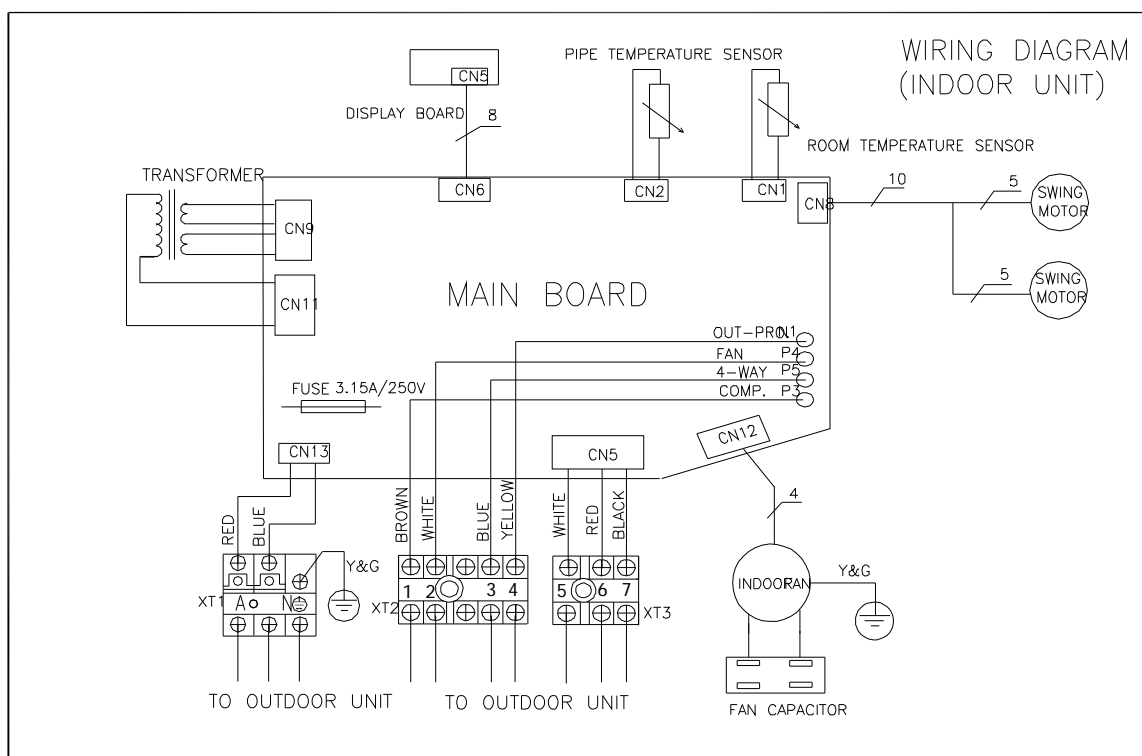 WIRING DIAGRAM
(INDOOR UNIT)
PIPE TEMPERATURE SENSOR
CN5
DISPLAY BOARD
8
ROOM TEMPERATURE SENSOR
TRANSFORMER
CN6
CN2
CN1
CN8
10
5
SWING
MOTOR
CN9
5
SWING
MOTOR
CN11
MAIN BOARD
OUT-PRO. N1
FAN P4
4-WAY P5
COMP. P3
FUSE 3.15A/250V
CN12
CN13
CN5
RED
BLUE
BROWN
WHITE
BLUE
YELLOW
WHITE
RED
BLACK
4
Y&G
INDOOR FAN
Y&G
XT1 A N
XT2 1 2 3 4
5 6 7 XT3
TO OUTDOOR UNIT
TO OUTDOOR UNIT
FAN CAPACITOR